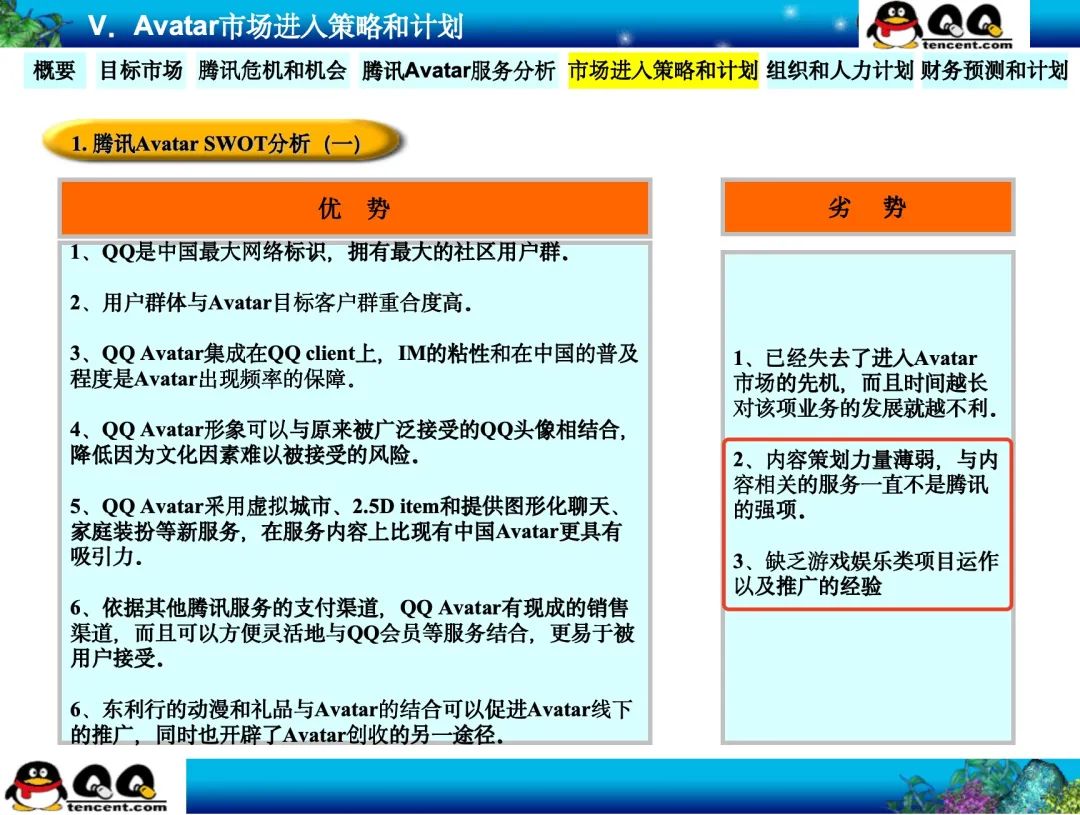 V. Avatar市场进入策略和计划
QQ
tencent.com
概要 目标市场 腾讯危机和机会 腾讯Avatar服务分析 市场进入策略和计划 组织和人力计划 财务预测和计划
1. 腾讯Avatar SWOT分析（一）
优 势
1、QQ是中国最大网络标识，拥有最大的社区用户群．
2、用户群体与Avatar目标客户群重合度高．
3、QQ Avatar集成在QQ client上，IM的粘性和在中国的普及
程度是Avatar出现频率的保障．
4、QQ Avatar形象可以与原来被广泛接受的QQ头像相结合，
降低因为文化因素难以被接受的风险．
5、QQ Avatar采用虚拟城市、2.5D item和提供图形化聊天、
家庭装扮等新服务，在服务内容上比现有中国Avatar更具有
吸引力．
6、依据其他腾讯服务的支付渠道，QQ Avatar有现成的销售
渠道，而且可以方便灵活地与QQ会员等服务结合，更易于被
用户接受．
6、东利行的动漫和礼品与Avatar的结合可以促进Avatar线下
的推广，同时也开辟了Avatar创收的另一途径．
劣 势
1、已经失去了进入Avatar
市场的先机，而且时间越长
对该项业务的发展就越不利．
2、内容策划力量薄弱，与内
容相关的服务一直不是腾讯
的强项．
3、缺乏游戏娱乐类项目运作
以及推广的经验
QQ
tencent.com